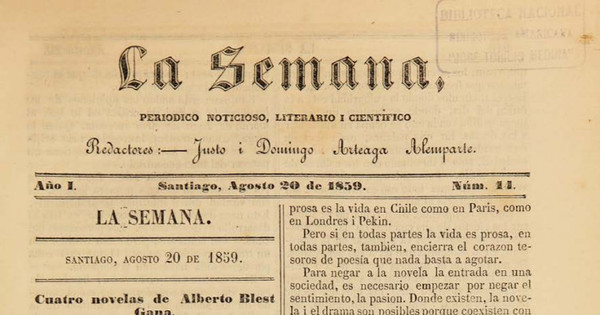 BIBLIOTECA NACIONAL
AMERICANA
La Semana,
PERIODICO NOTICIOSO, LITERARIO I CIENTÍFICO
Redactores:— Justo i Domingo Arteaga Alemparte.
Año I. Santiago, Agosto 20 de 1859. Núm. 14.
LA SEMANA.
SANTIAGO, AGOSTO 20 DE 1859.
Cuatro novelas de Alberto Blest
Gana.
prosa es la vida en Chile como en Paris, como
en Londres i Pekin.
Pero si en todas partes la vida es prosa, en
todas partes, tambien, encierra el corazon te-
soros de poesía que nada basta a agotar.
Para negar a la novela la entrada en una
sociedad, es necesario empezar por negar el
sentimiento, la pasion. Donde existen, la nove-
la i el drama son posibles porque coexisten con